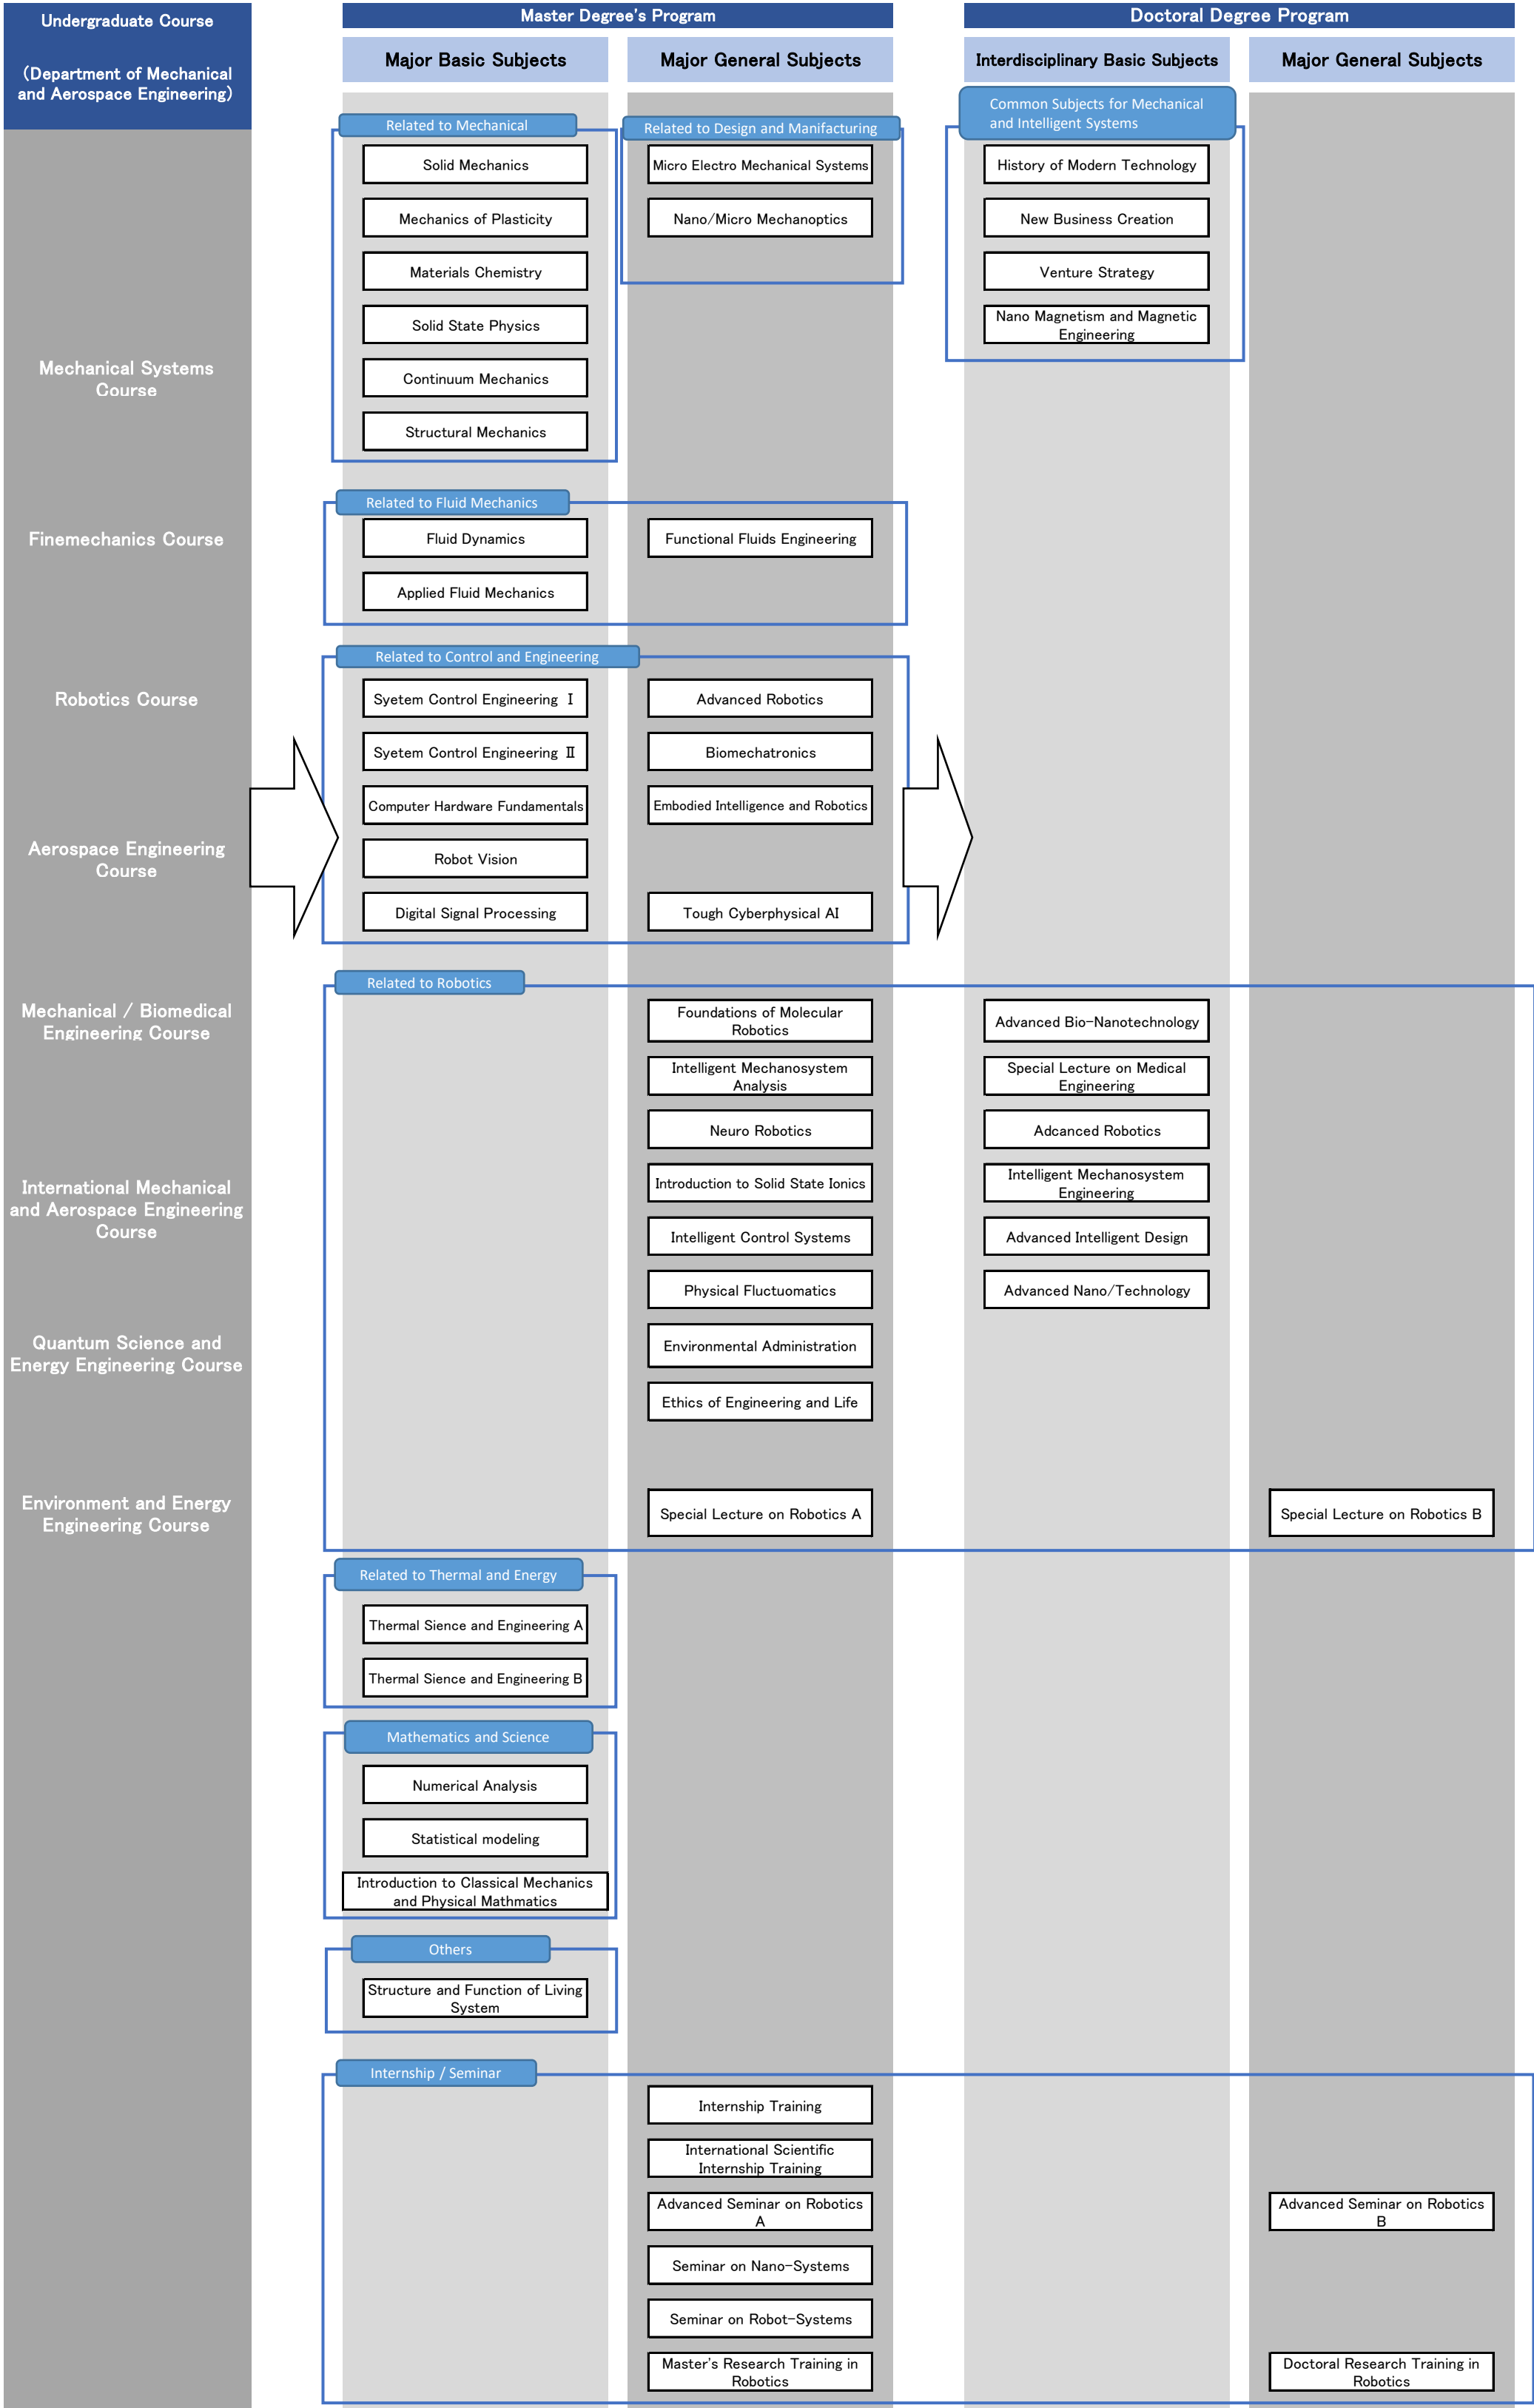 Undergraduate Course
（Department of Mechanical
and Aerospace Engineering）
Mechanical Systems
Course
Finemechanics Course
Robotics Course
Aerospace Engineering
Course
Mechanical / Biomedical
Engineering Course
International Mechanical
and Aerospace Engineering
Course
Quantum Science and
Energy Engineering Course
Environment and Energy
Engineering Course
Master Degree's Program
Major Basic Subjects
Major General Subjects
Related to Mechanical
Solid Mechanics
Mechanics of Plasticity
Materials Chemistry
Solid State Physics
Continuum Mechanics
Structural Mechanics
Related to Design and Manifacturing
Micro Electro Mechanical Systems
Nano/Micro Mechanoptics
Related to Fluid Mechanics
Fluid Dynamics
Applied Fluid Mechanics
Functional Fluids Engineering
Related to Control and Engineering
Syetem Control Engineering Ⅰ
Syetem Control Engineering Ⅱ
Computer Hardware Fundamentals
Robot Vision
Digital Signal Processing
Advanced Robotics
Biomechatronics
Embodied Intelligence and Robotics
Tough Cyberphysical AI
Related to Robotics
Foundations of Molecular
Robotics
Intelligent Mechanosystem
Analysis
Neuro Robotics
Introduction to Solid State Ionics
Intelligent Control Systems
Physical Fluctuomatics
Environmental Administration
Ethics of Engineering and Life
Special Lecture on Robotics A
Related to Thermal and Energy
Thermal Sience and Engineering A
Thermal Sience and Engineering B
Mathematics and Science
Numerical Analysis
Statistical modeling
Introduction to Classical Mechanics
and Physical Mathmatics
Others
Structure and Function of Living
System
Internship / Seminar
Internship Training
International Scientific
Internship Training
Advanced Seminar on Robotics
A
Seminar on Nano-Systems
Seminar on Robot-Systems
Master's Research Training in
Robotics
Doctoral Degree Program
Interdisciplinary Basic Subjects
Major General Subjects
Common Subjects for Mechanical
and Intelligent Systems
History of Modern Technology
New Business Creation
Venture Strategy
Nano Magnetism and Magnetic
Engineering
Advanced Bio-Nanotechnology
Special Lecture on Medical
Engineering
Adcanced Robotics
Intelligent Mechanosystem
Engineering
Advanced Intelligent Design
Advanced Nano/Technology
Special Lecture on Robotics B
Advanced Seminar on Robotics
B
Doctoral Research Training in
Robotics